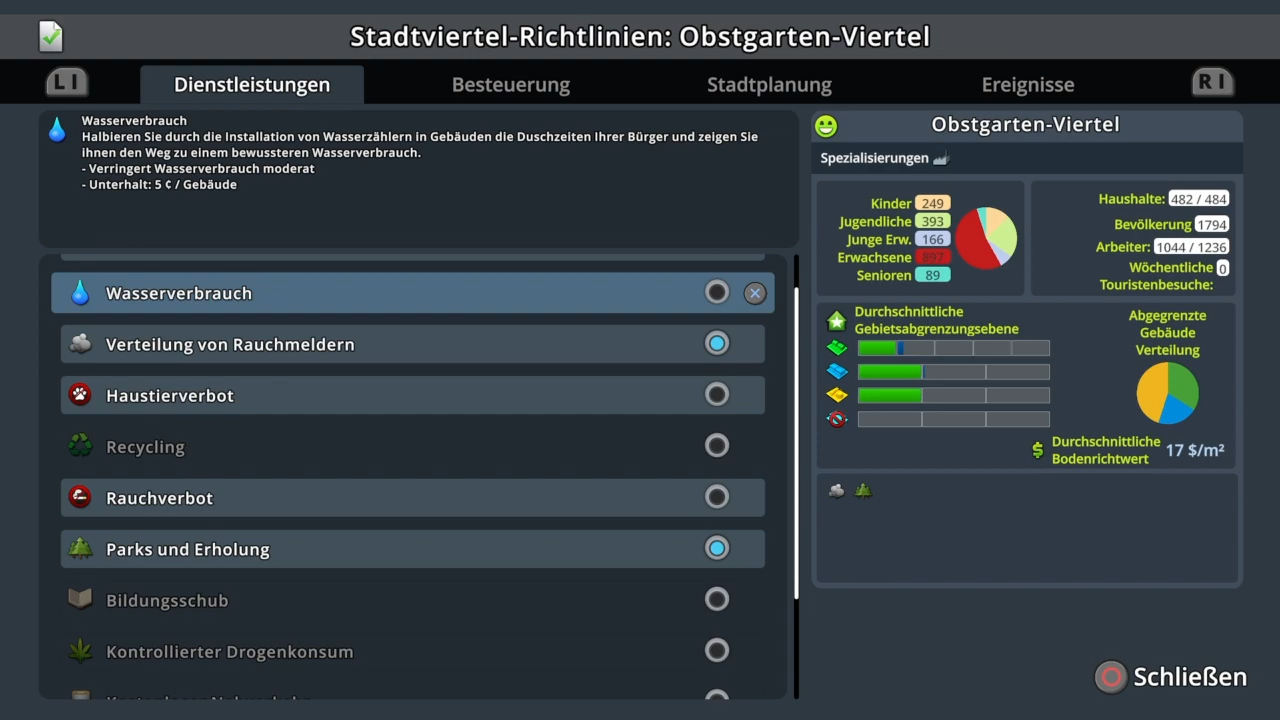 Stadtviertel-Richtlinien: Obstgarten-Viertel
L1
Dienstleistungen
Besteuerung
Stadtplanung
Ereignisse
R1
Wasserverbrauch
Halbieren Sie durch die Installation von Wasserzählern in Gebäuden die Duschzeiten Ihrer Bürger und zeigen Sie
ihnen den Weg zu einem bewussteren Wasserverbrauch.
- Verringert Wasserverbrauch moderat
- Unterhalt: 5 ₵ / Gebäude
Wasserverbrauch
Verteilung von Rauchmeldern
Haustierverbot
Recycling
Rauchverbot
Parks und Erholung
Bildungsschub
Kontrollierter Drogenkonsum
Obstgarten-Viertel
Spezialisierungen
Kinder 249
Jugendliche 393
Junge Erw. 166
Erwachsene 897
Senioren 89
Haushalte: 482 / 484
Bevölkerung 1794
Arbeiter: 1044 / 1236
Wöchentliche 0
Touristenbesuche:
Durchschnittliche
Gebietsabgrenzungsebene
Abgegrenzte
Gebäude
Verteilung
Durchschnittliche
Bodenrichtwert
17 $/m²
Schließen